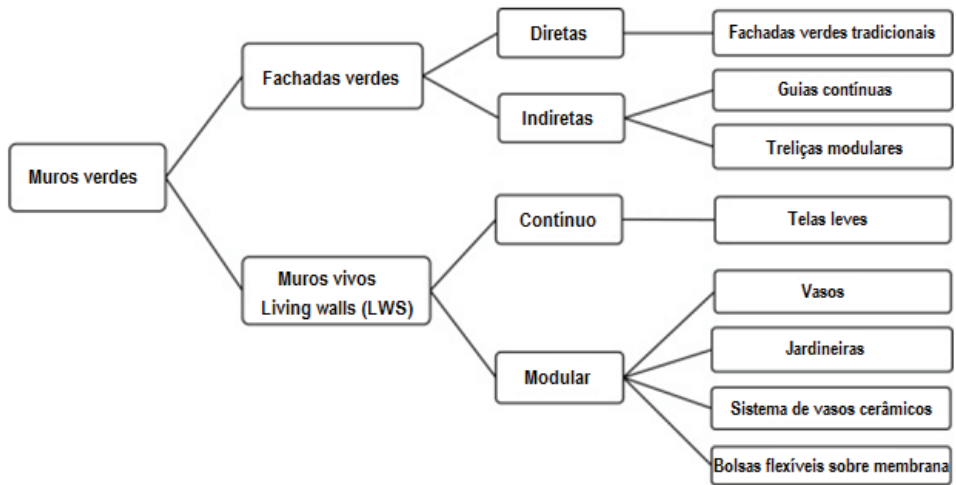 Muros verdes
Fachadas verdes
Diretas
Fachadas verdes tradicionais
Indiretas
Guias contínuas
Treliças modulares
Muros vivos
Living walls (LWS)
Contínuo
Telas leves
Modular
Vasos
Jardineiras
Sistema de vasos cerâmicos
Bolsas flexíveis sobre membrana